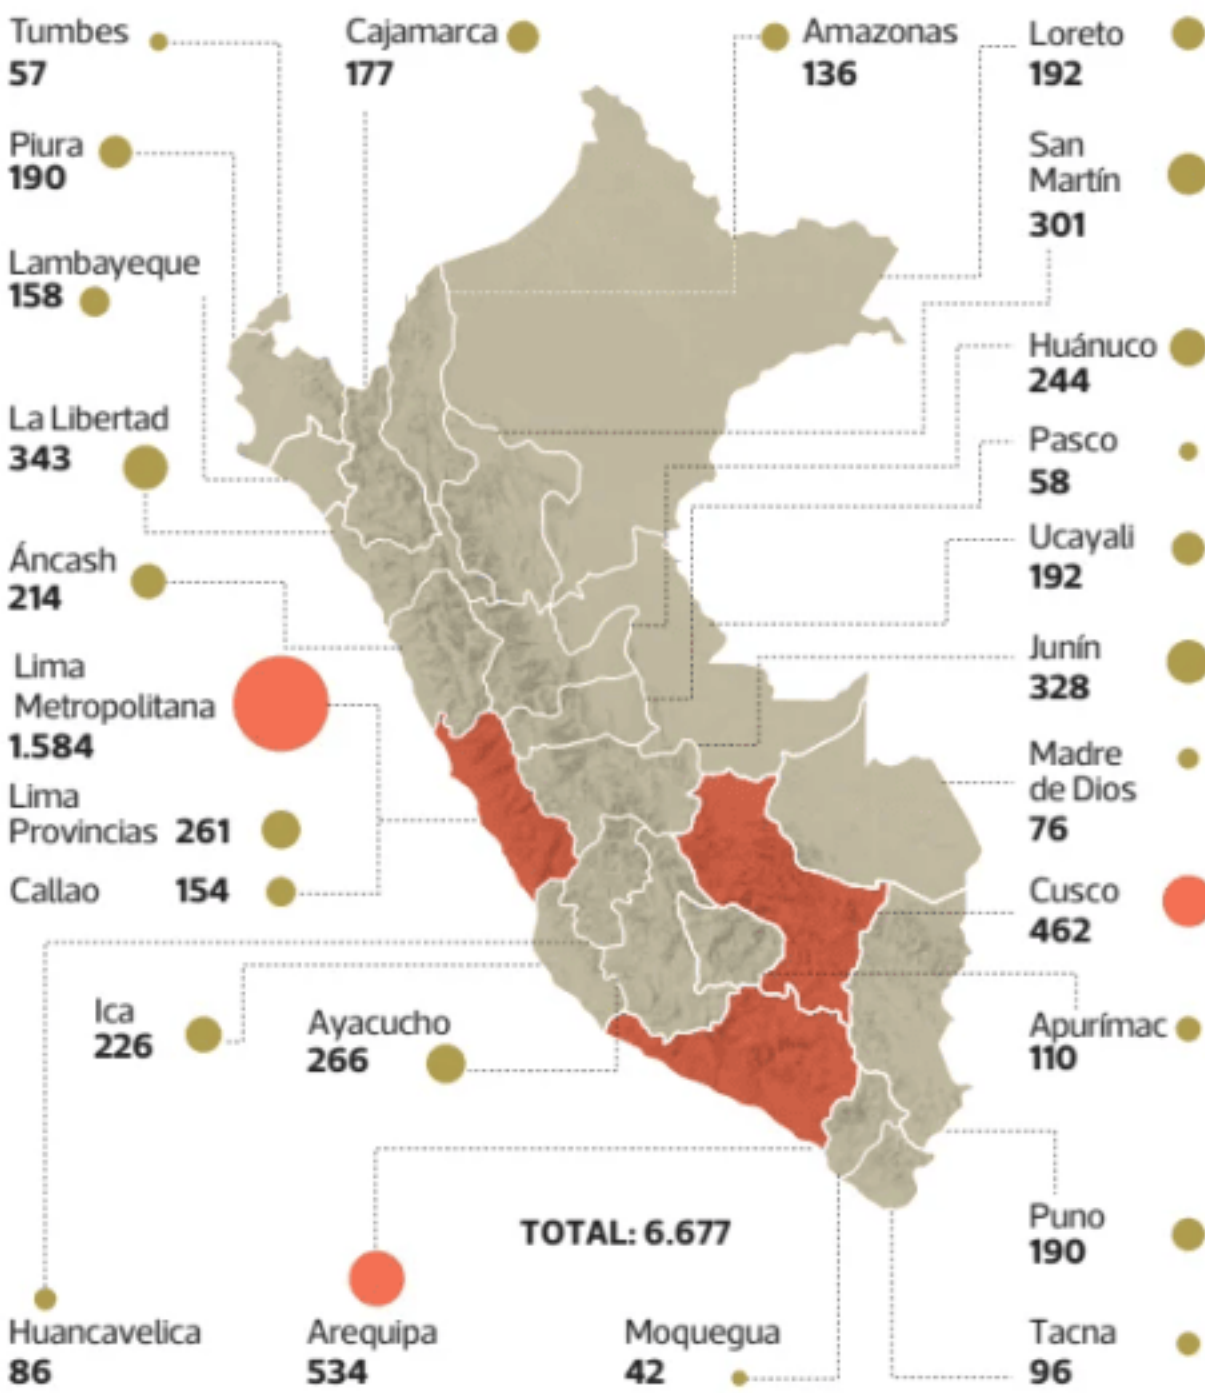 Tumbes
57
Cajamarca
177
Amazonas
136
Loreto
192
Piura
190
San
Martín
301
Lambayeque
158
Huánuco
244
La Libertad
343
Pasco
58
Áncash
214
Ucayali
192
Lima
Metropolitana
1.584
Junín
328
Lima
Provincias 261
Madre
de Dios
76
Callao 154
Cusco
462
Ica
226
Ayacucho
266
Apurímac
110
TOTAL: 6.677
Puno
190
Huancavelica
86
Arequipa
534
Moquegua
42
Tacna
96